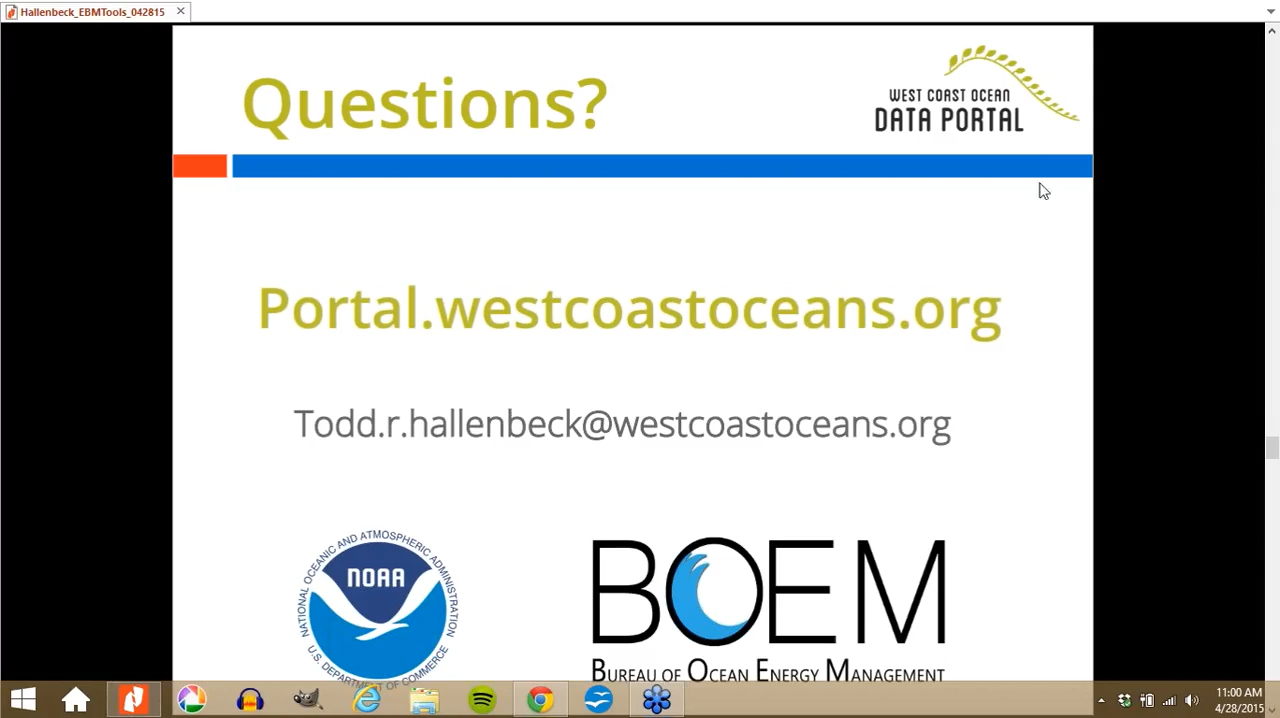 Hallenbeck_EBMTools_042815
Questions?
WEST COAST OCEAN
DATA PORTAL
Portal.westcoastoceans.org
Todd.r.hallenbeck@westcoastoceans.org
NATIONAL OCEANIC AND ATMOSPHERIC ADMINISTRATION
NOAA
U.S. DEPARTMENT OF COMMERCE
BOEM
BUREAU OF OCEAN ENERGY MANAGEMENT
11:00 AM
4/28/2015